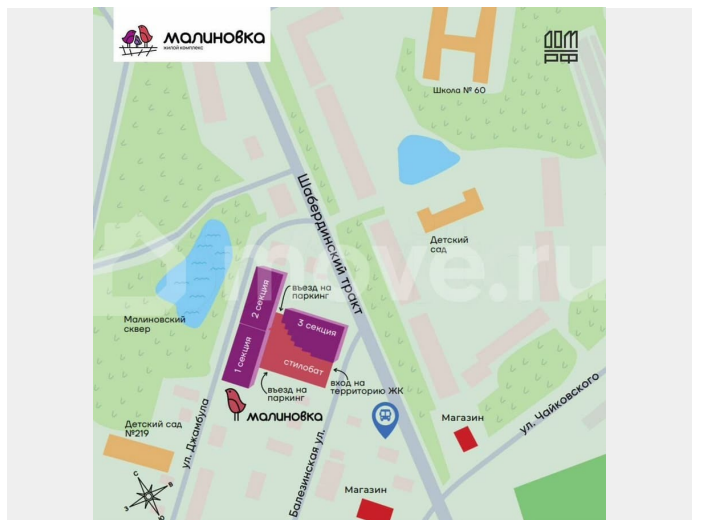 малиновка
жилой комплекс
ДОМ
РФ
Школа № 60
Шабердинский тракт
Детский
сад
move.ru
въезд на
паркинг
2 секция
3 секция
1 секция
стилобат
Малиновский
сквер
въезд на
паркинг
вход на
территорию ЖК
малиновка
Детский сад
№219
ул. Джамбула
Балезинская ул.
Магазин
ул. Чайковского
Магазин
С
В
З
Ю